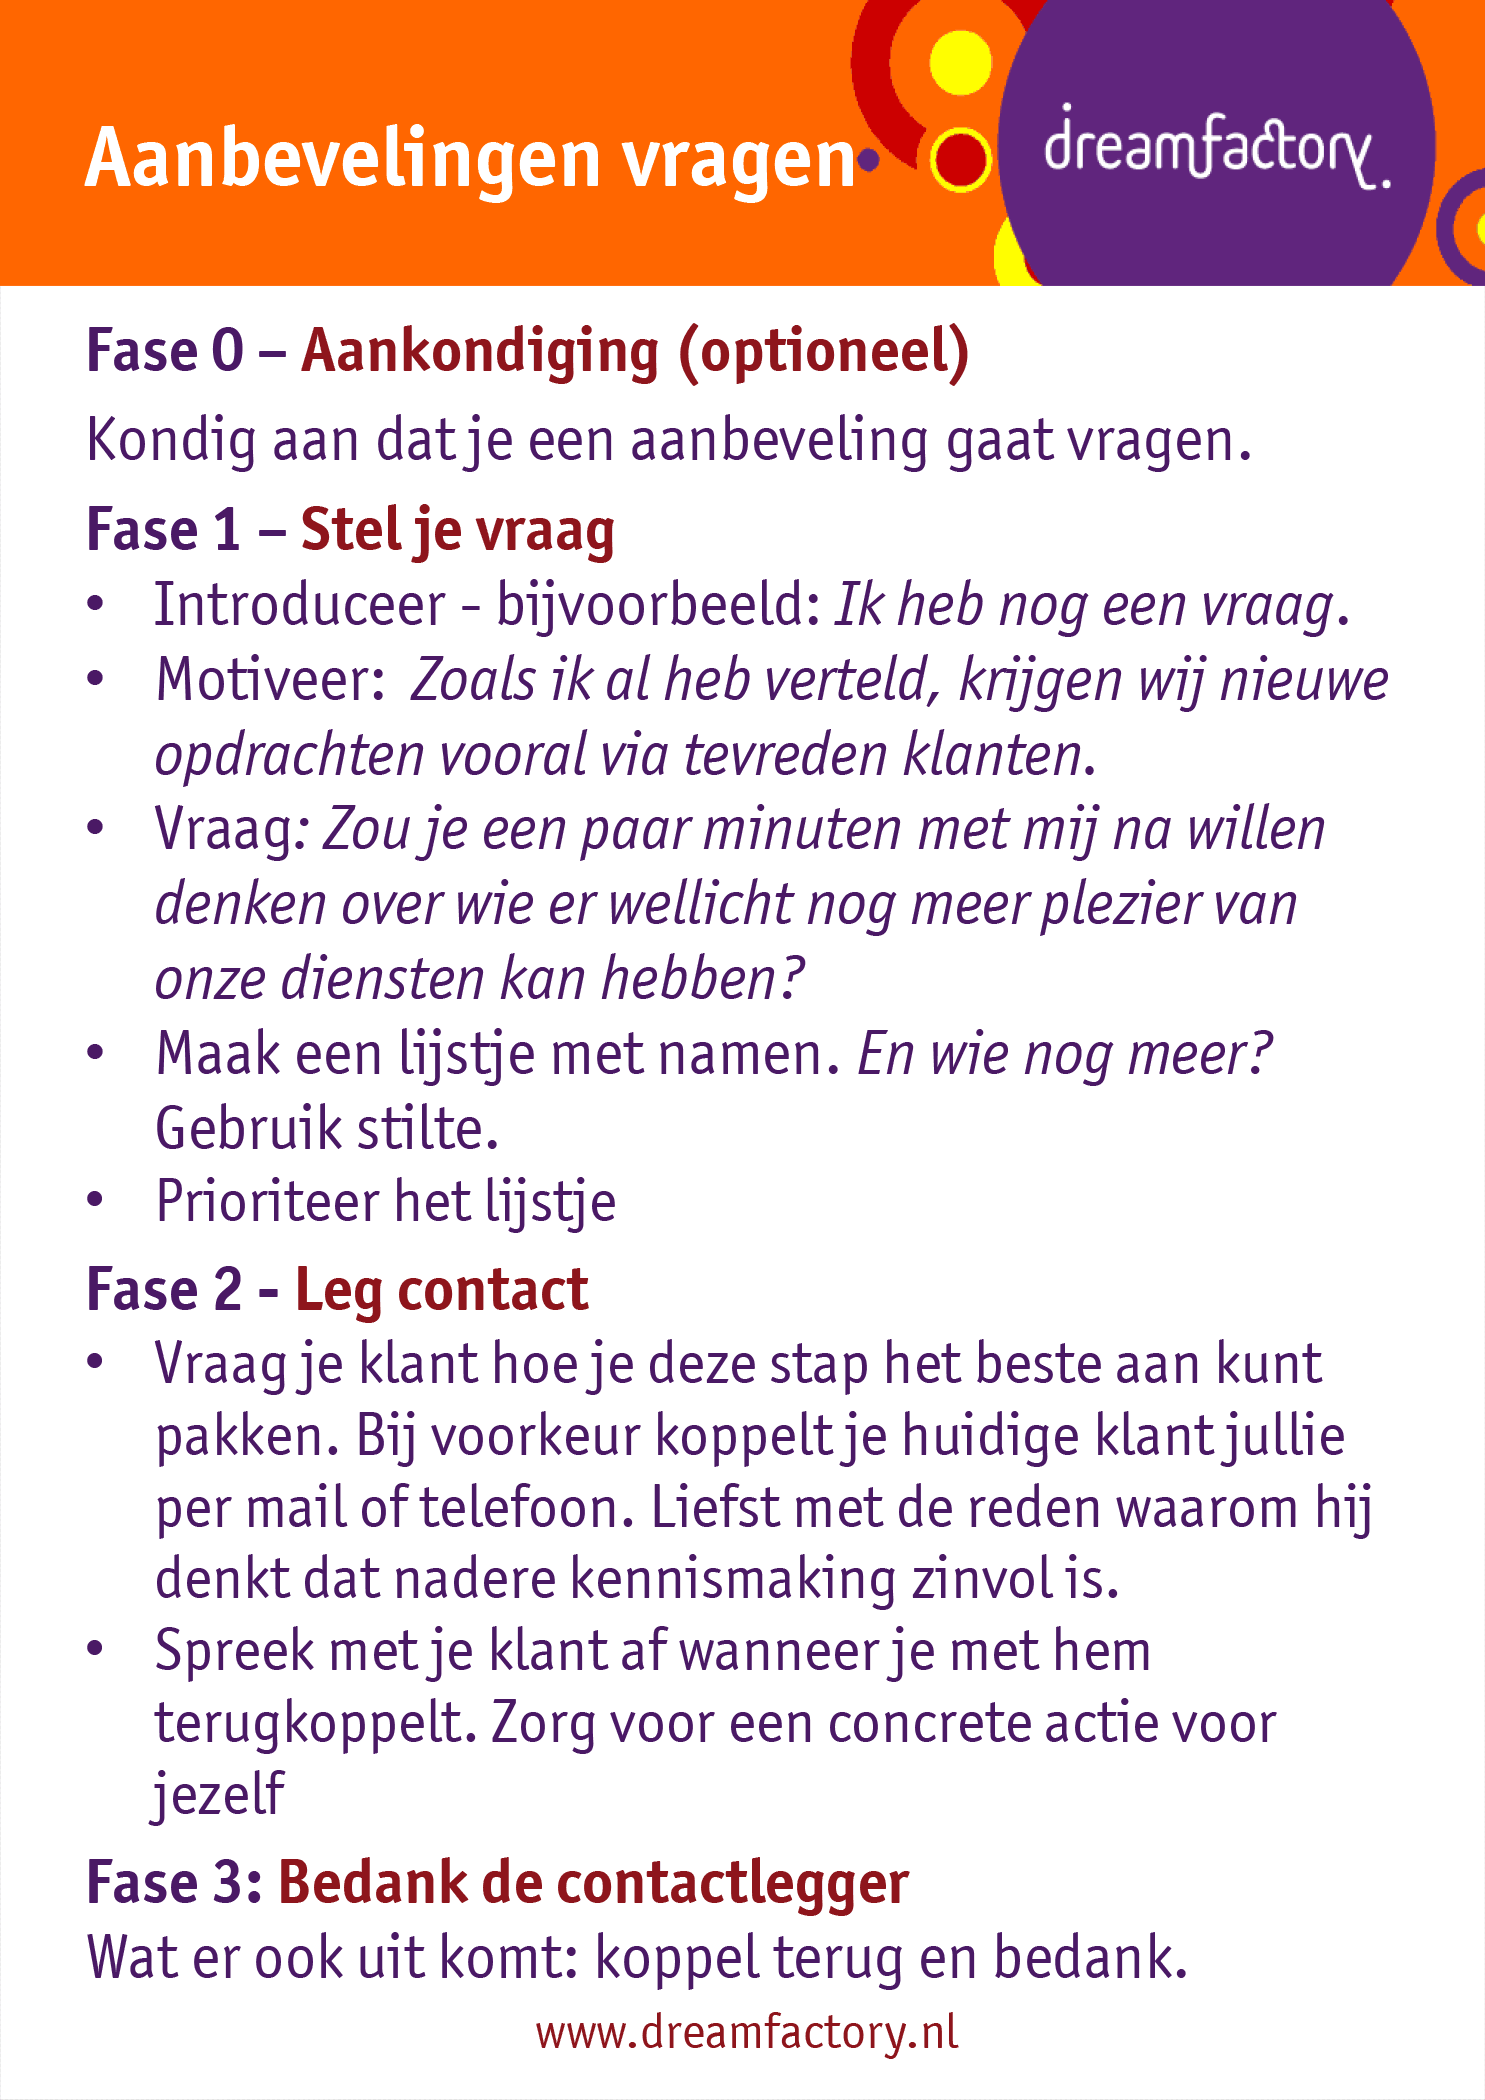 Aanbevelingen vragen
dreamfactory.
Fase 0 – Aankondiging (optioneel)
Kondig aan dat je een aanbeveling gaat vragen.
Fase 1 – Stel je vraag
• Introduceer - bijvoorbeeld: Ik heb nog een vraag.
• Motiveer: Zoals ik al heb verteld, krijgen wij nieuwe
opdrachten vooral via tevreden klanten.
• Vraag: Zou je een paar minuten met mij na willen
denken over wie er wellicht nog meer plezier van
onze diensten kan hebben?
• Maak een lijstje met namen. En wie nog meer?
Gebruik stilte.
• Prioriteer het lijstje
Fase 2 - Leg contact
• Vraag je klant hoe je deze stap het beste aan kunt
pakken. Bij voorkeur koppelt je huidige klant jullie
per mail of telefoon. Liefst met de reden waarom hij
denkt dat nadere kennismaking zinvol is.
• Spreek met je klant af wanneer je met hem
terugkoppelt. Zorg voor een concrete actie voor
jezelf
Fase 3: Bedank de contactlegger
Wat er ook uit komt: koppel terug en bedank.
www.dreamfactory.nl